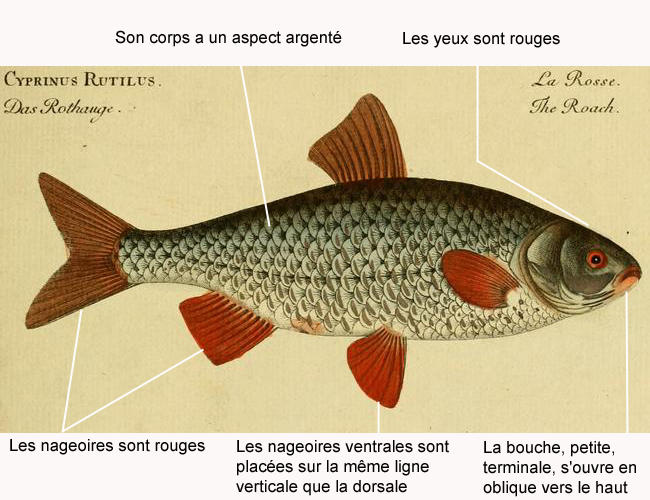 Son corps a un aspect argenté
Les yeux sont rouges
Cyprinus Rutilus.
Das Rothauge.
La Rosse.
The Roach.
Les nageoires sont rouges
Les nageoires ventrales sont
placées sur la même ligne
verticale que la dorsale
La bouche, petite,
terminale, s'ouvre en
oblique vers le haut